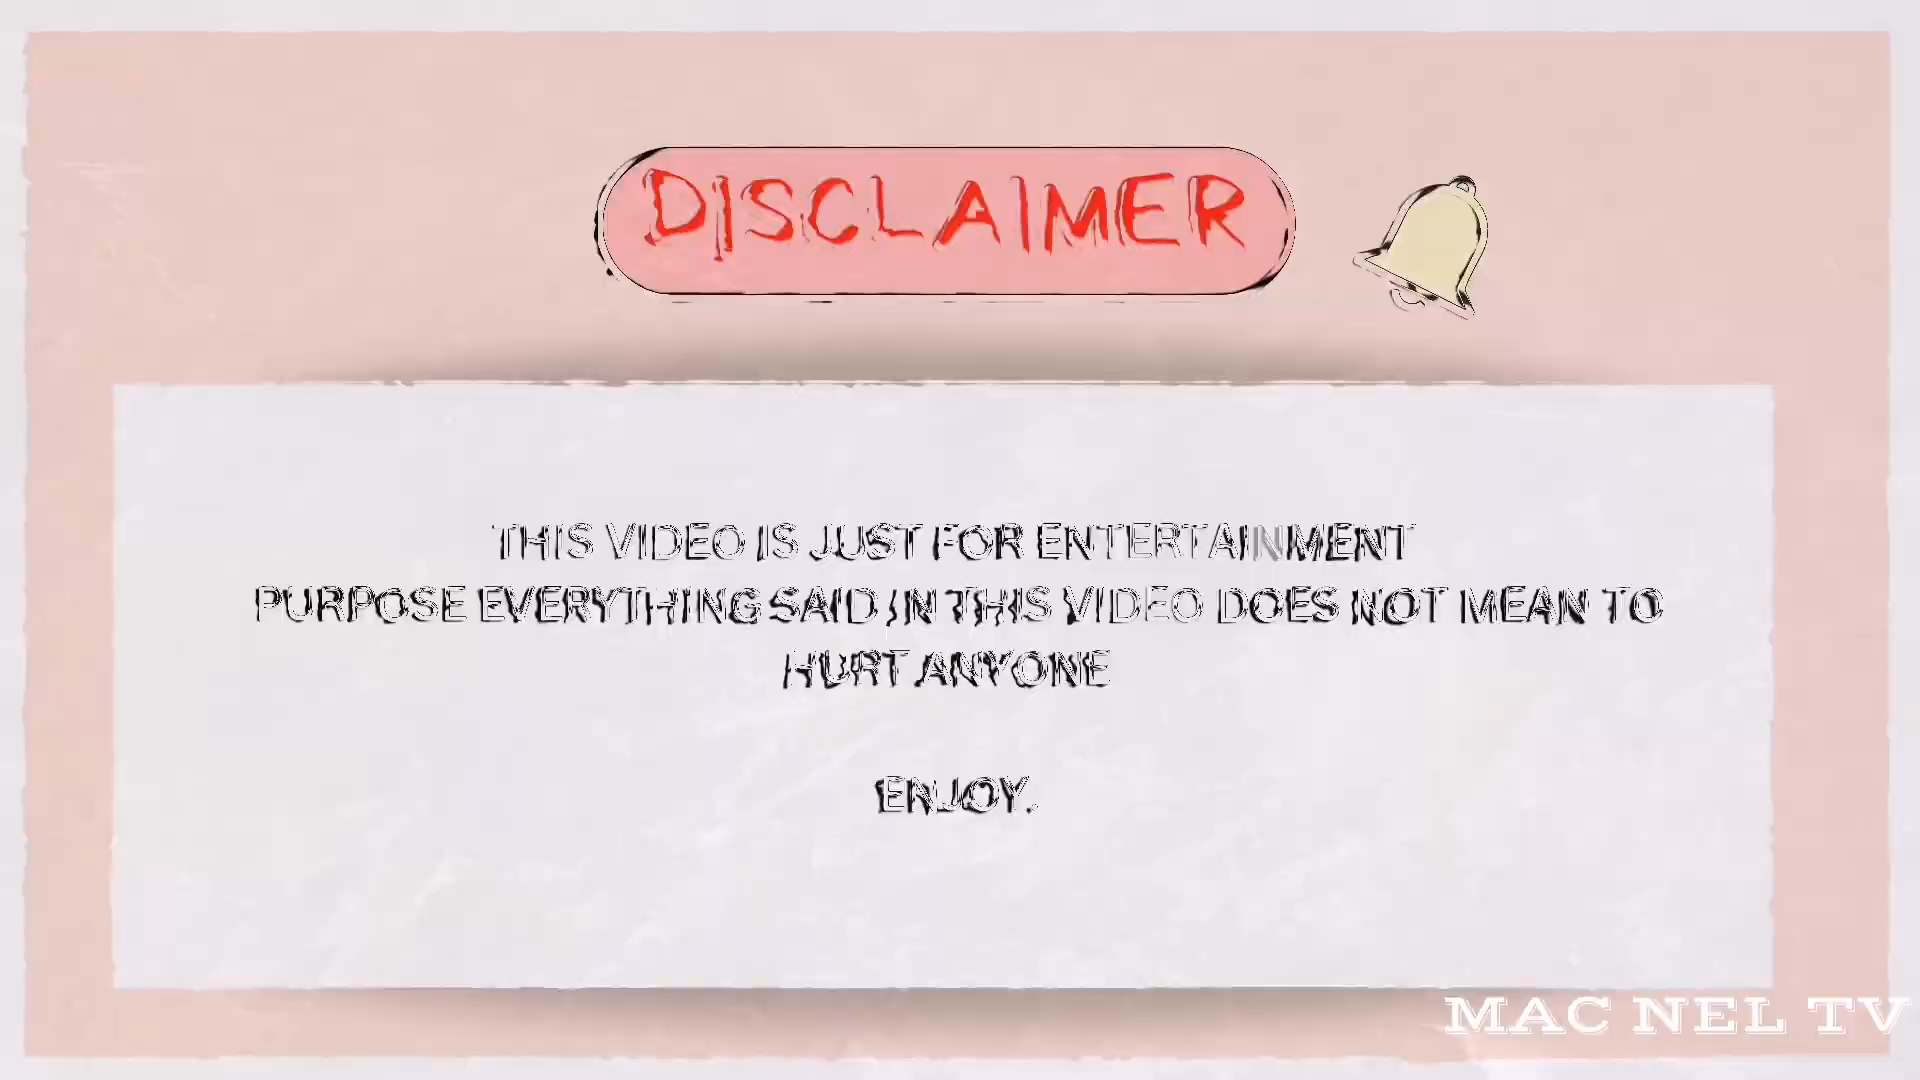 DISCLAIMER
THIS VIDEO IS JUST FOR ENTERTAINMENT
PURPOSE EVERYTHING SAID IN THIS VIDEO DOES NOT MEAN TO
HURT ANYONE
ENJOY.
MAC NEL TV